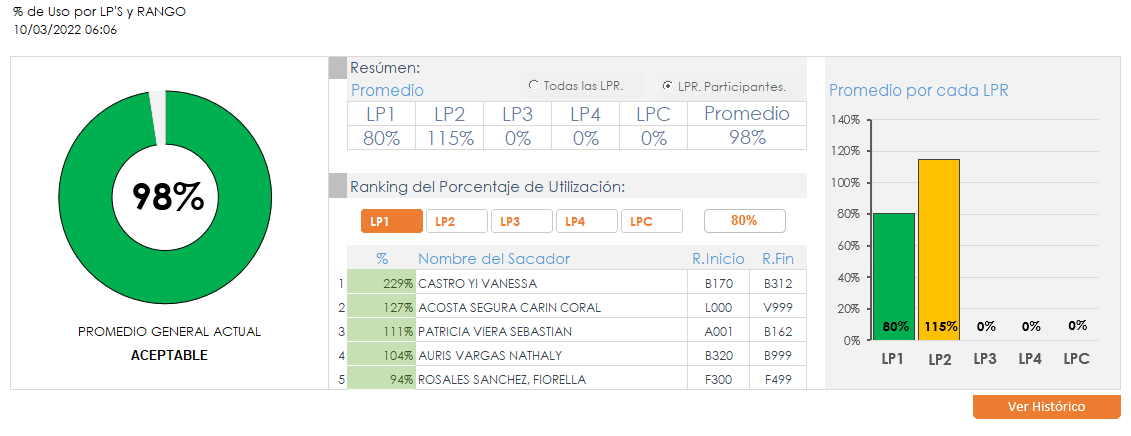 % de Uso por LP'S y RANGO
10/03/2022 06:06
98%
PROMEDIO GENERAL ACTUAL
ACEPTABLE
Resúmen:
Promedio
Todas las LPR.
LPR. Participantes.
LP1 LP2 LP3 LP4 LPC Promedio
80% 115% 0% 0% 0% 98%
Ranking del Porcentaje de Utilización:
LP1 LP2 LP3 LP4 LPC 80%
% Nombre del Sacador R.Inicio R.Fin
1 229% CASTRO YI VANESSA B170 B312
2 127% ACOSTA SEGURA CARIN CORAL L000 V999
3 111% PATRICIA VIERA SEBASTIAN A001 B162
4 104% AURIS VARGAS NATHALY B320 B999
5 94% ROSALES SANCHEZ, FIORELLA F300 F499
Promedio por cada LPR
140%
120%
100%
80%
60%
40%
20%
0%
80% 115% 0% 0% 0%
LP1 LP2 LP3 LP4 LPC
Ver Histórico